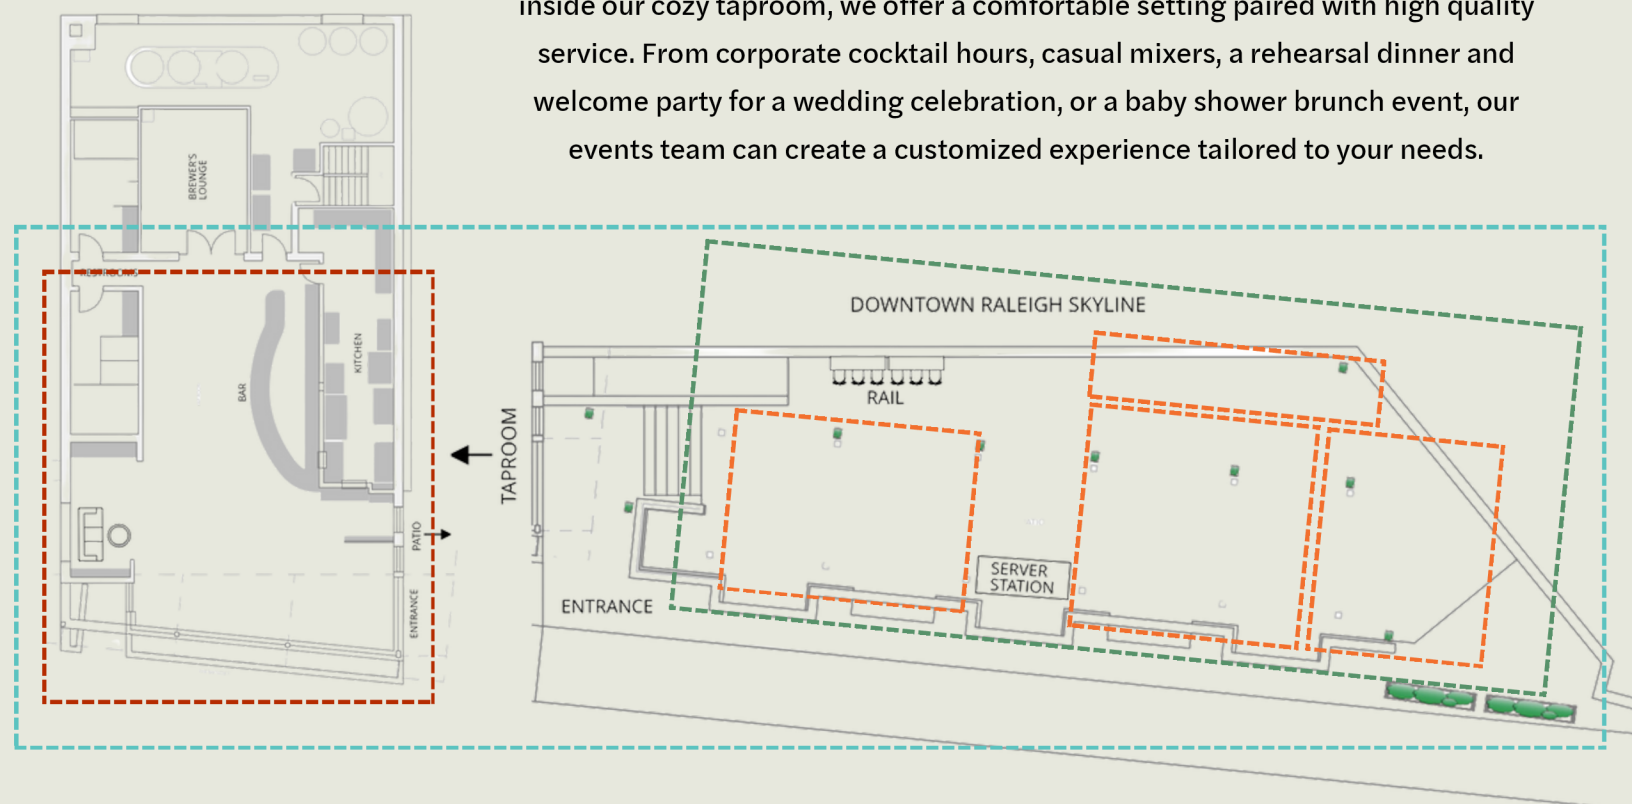 inside our cozy taproom, we offer a comfortable setting paired with high quality
service. From corporate cocktail hours, casual mixers, a rehearsal dinner and
welcome party for a wedding celebration, or a baby shower brunch event, our
events team can create a customized experience tailored to your needs.
BREWER'S
LOUNGE
RESTROOMS
BAR
KITCHEN
PATIO
ENTRANCE
TAPROOM
DOWNTOWN RALEIGH SKYLINE
RAIL
SERVER
STATION
ENTRANCE